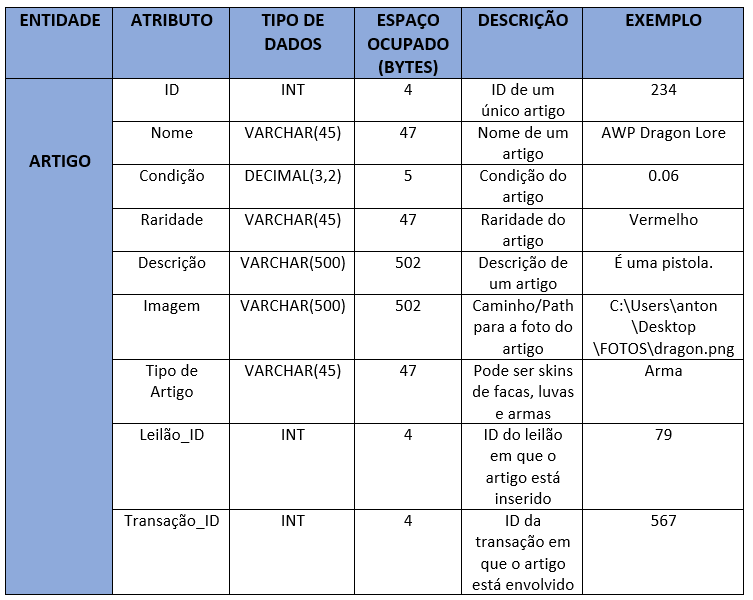 ENTIDADE ATRIBUTO TIPO DE DADOS ESPAÇO OCUPADO (BYTES) DESCRIÇÃO EXEMPLO
ARTIGO
ID INT 4 ID de um único artigo 234
Nome VARCHAR(45) 47 Nome de um artigo AWP Dragon Lore
Condição DECIMAL(3,2) 5 Condição do artigo 0.06
Raridade VARCHAR(45) 47 Raridade do artigo Vermelho
Descrição VARCHAR(500) 502 Descrição de um artigo É uma pistola.
Imagem VARCHAR(500) 502 Caminho/Path para a foto do artigo C:\Users\anton\Desktop\FOTOS\dragon.png
Tipo de Artigo VARCHAR(45) 47 Pode ser skins de facas, luvas e armas Arma
Leilão_ID INT 4 ID do leilão em que o artigo está inserido 79
Transação_ID INT 4 ID da transação em que o artigo está envolvido 567